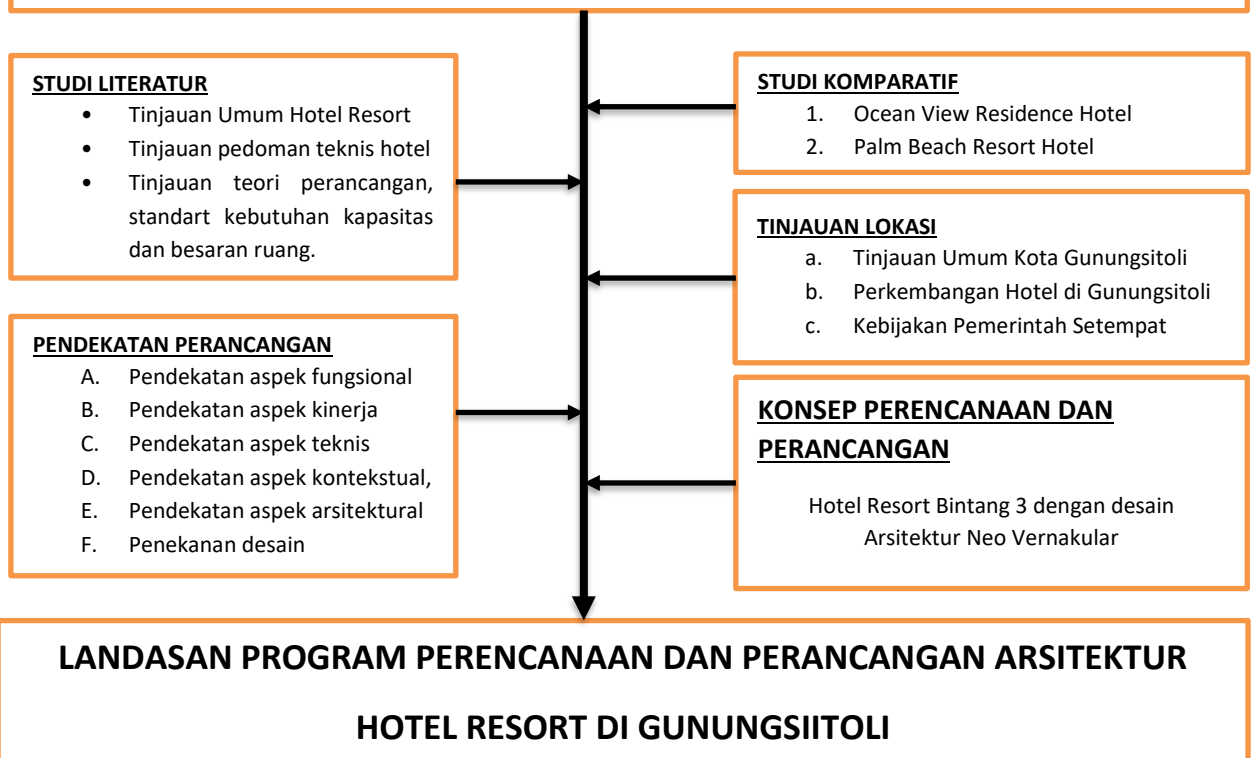 STUDI LITERATUR
• Tinjauan Umum Hotel Resort
• Tinjauan pedoman teknis hotel
• Tinjauan teori perancangan,
standart kebutuhan kapasitas
dan besaran ruang.
STUDI KOMPARATIF
1. Ocean View Residence Hotel
2. Palm Beach Resort Hotel
TINJAUAN LOKASI
a. Tinjauan Umum Kota Gunungsitoli
b. Perkembangan Hotel di Gunungsitoli
c. Kebijakan Pemerintah Setempat
PENDEKATAN PERANCANGAN
A. Pendekatan aspek fungsional
B. Pendekatan aspek kinerja
C. Pendekatan aspek teknis
D. Pendekatan aspek kontekstual,
E. Pendekatan aspek arsitektural
F. Penekanan desain
KONSEP PERENCANAAN DAN
PERANCANGAN
Hotel Resort Bintang 3 dengan desain
Arsitektur Neo Vernakular
LANDASAN PROGRAM PERENCANAAN DAN PERANCANGAN ARSITEKTUR
HOTEL RESORT DI GUNUNGSIITOLI